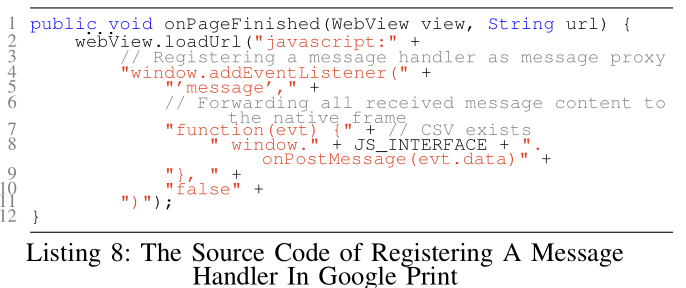 1 public void onPageFinished(WebView view, String url) {
...
2 webView.loadUrl("javascript:" +
3 // Registering a message handler as message proxy
4 "window.addEventListener(" +
5 "'message'," +
6 // Forwarding all received message content to
the native frame
7 "function(evt) {" + // CSV exists
8 " window." + JS_INTERFACE + ".
onPostMessage(evt.data)" +
9 "}, " +
10 "false" +
11 ")");
12 }
Listing 8: The Source Code of Registering A Message
Handler In Google Print